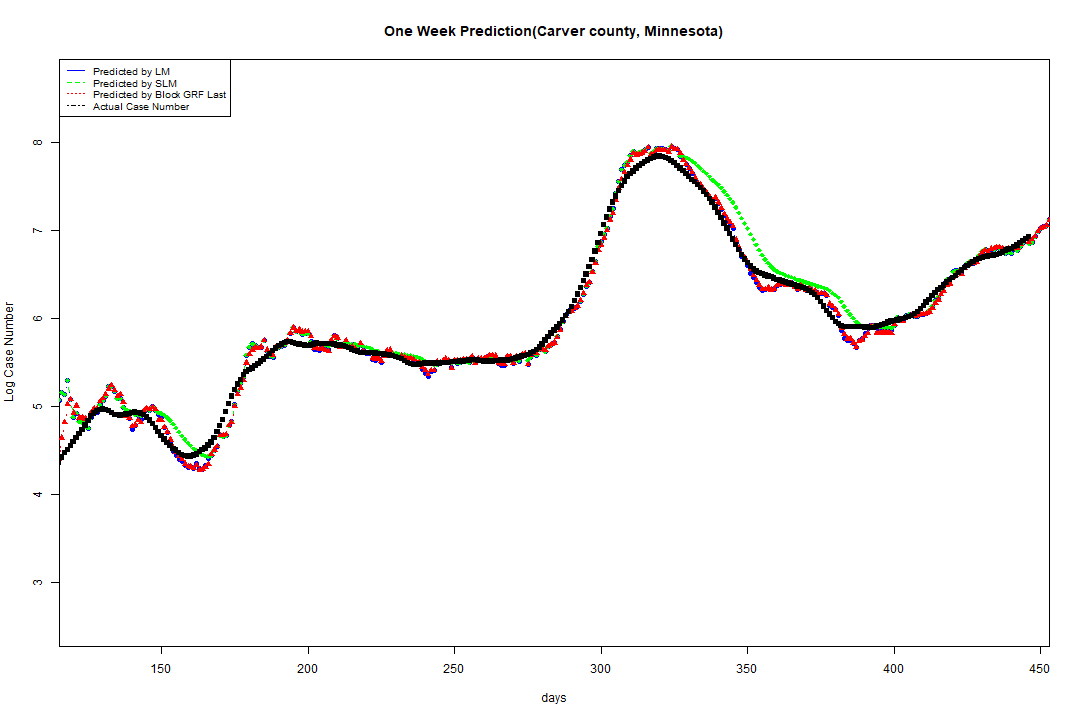 One Week Prediction(Carver county, Minnesota)
Predicted by LM
Predicted by SLM
Predicted by Block GRF Last
Actual Case Number
Log Case Number
8
7
6
5
4
3
150 200 250 300 350 400 450
days